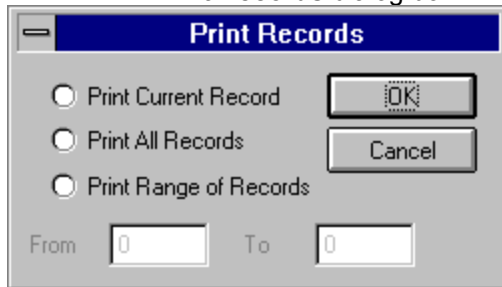 Print Records
Print Current Record
OK
Print All Records
Cancel
Print Range of Records
From 0 To 0